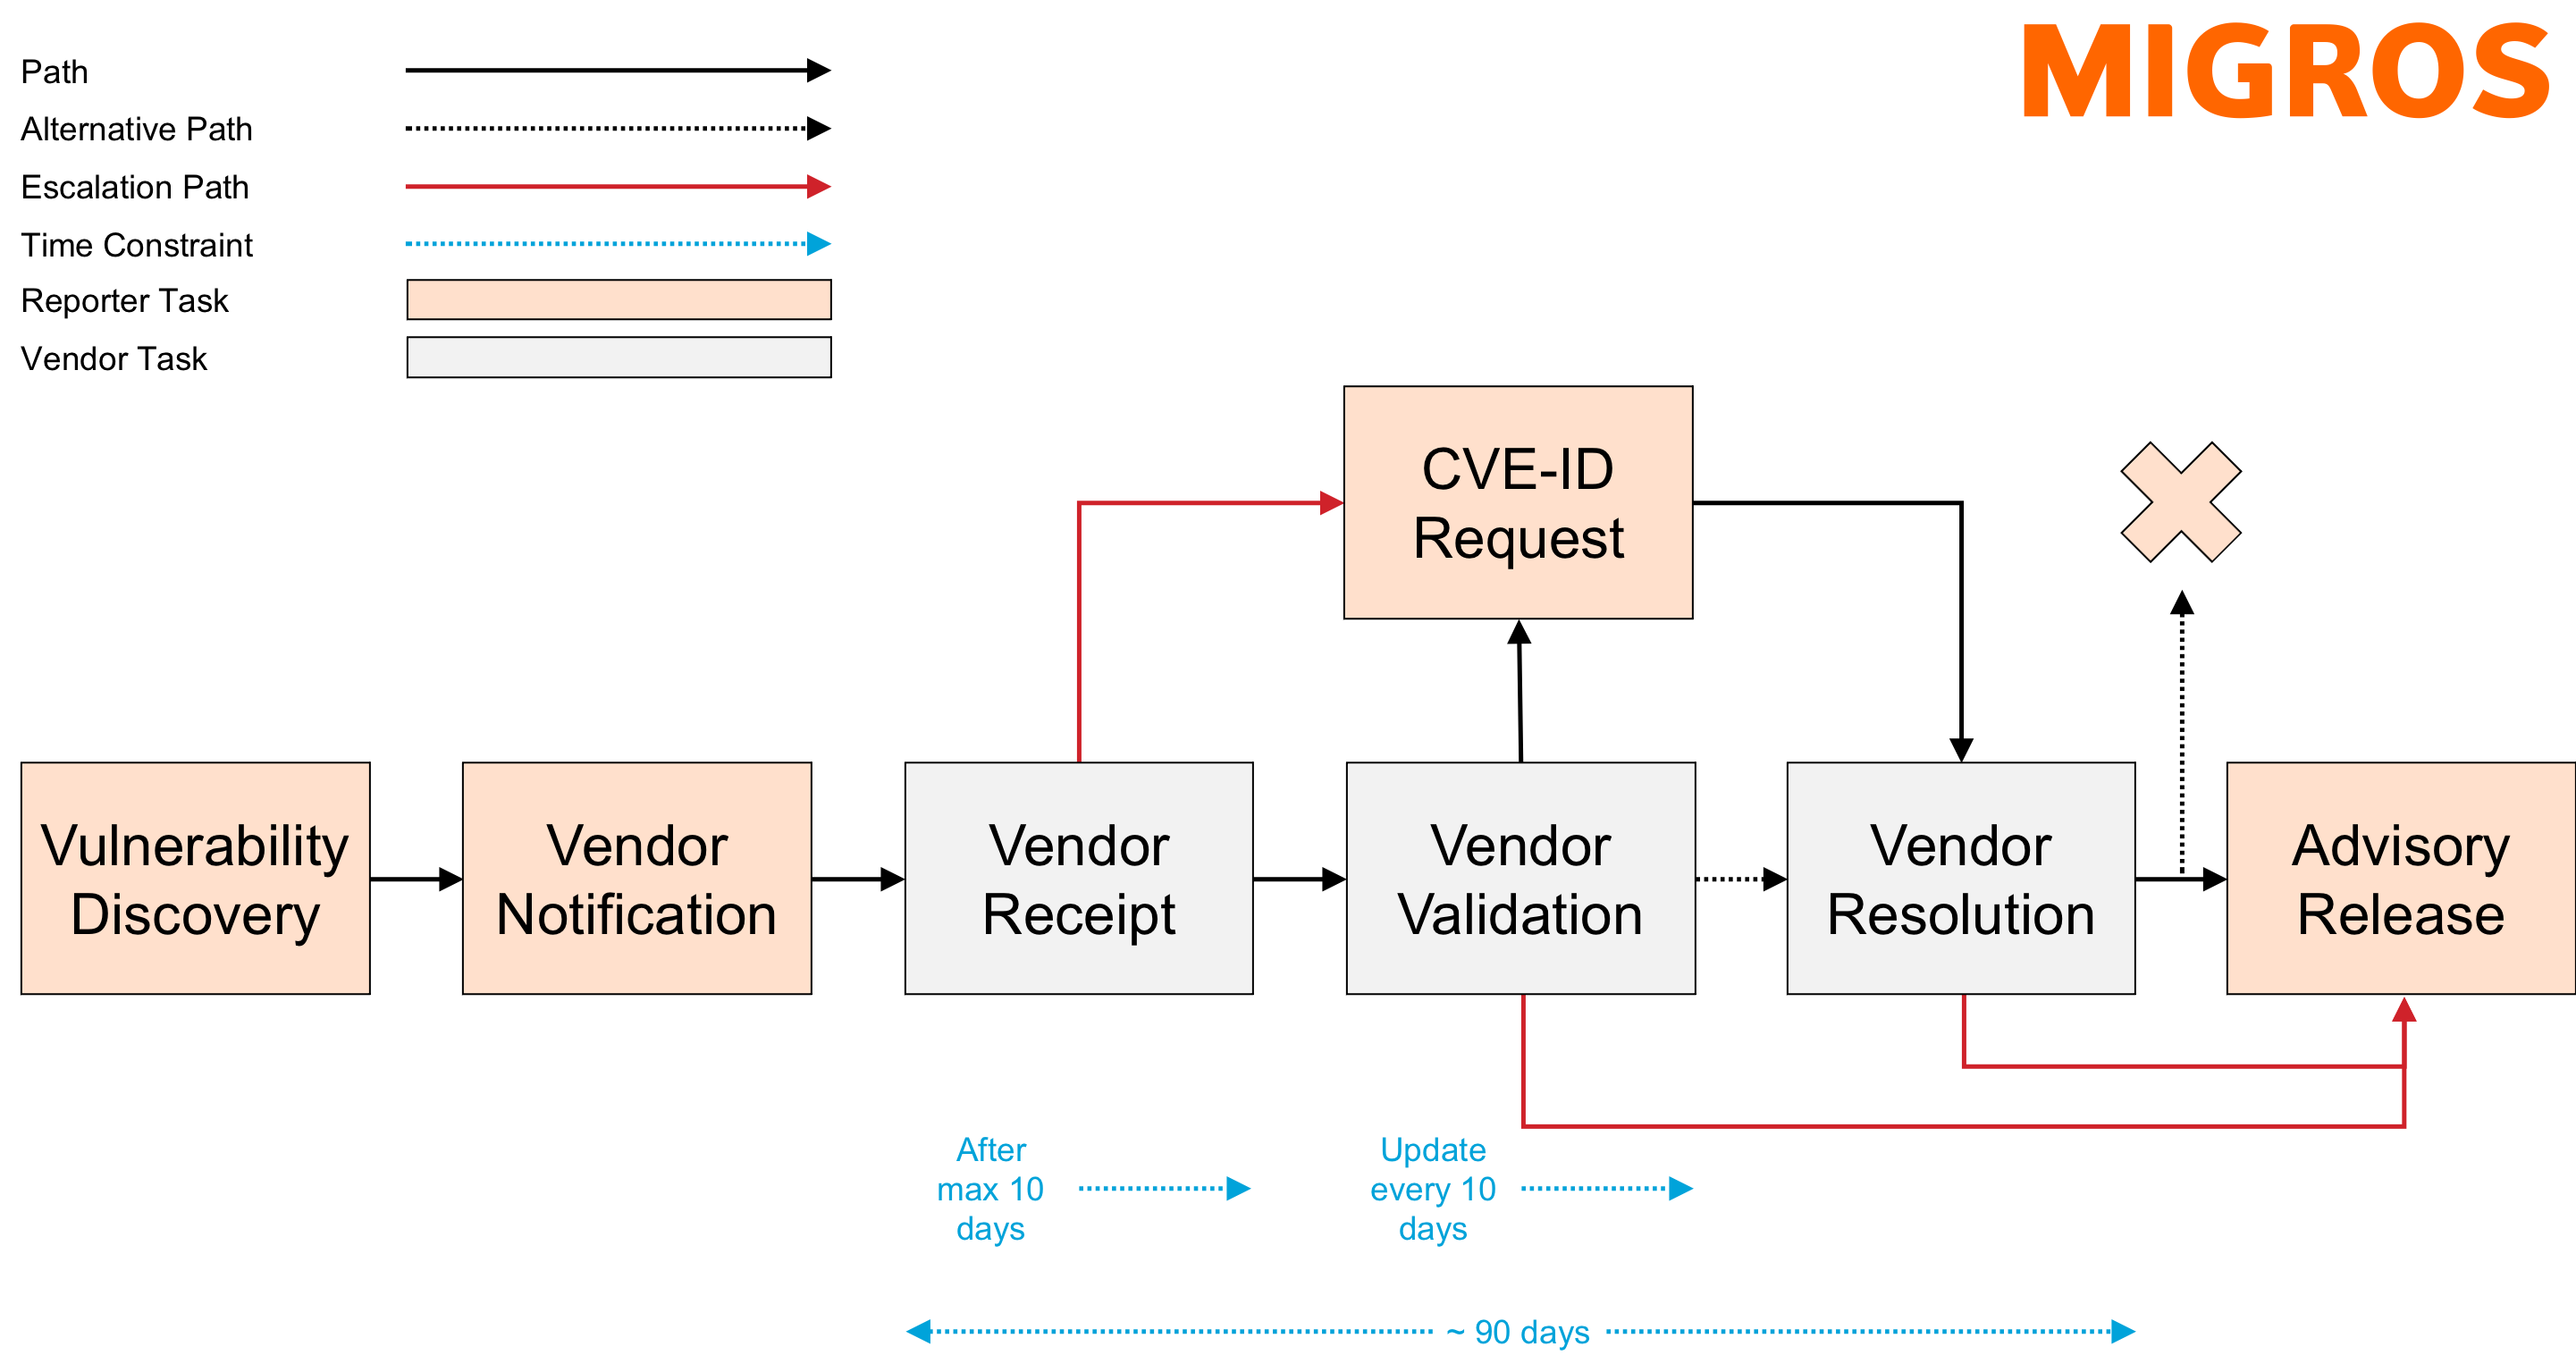 MIGROS
Path
Alternative Path
Escalation Path
Time Constraint
Reporter Task
Vendor Task
CVE-ID
Request
Vulnerability
Discovery
Vendor
Notification
Vendor
Receipt
Vendor
Validation
Vendor
Resolution
Advisory
Release
After
max 10
days
Update
every 10
days
~ 90 days